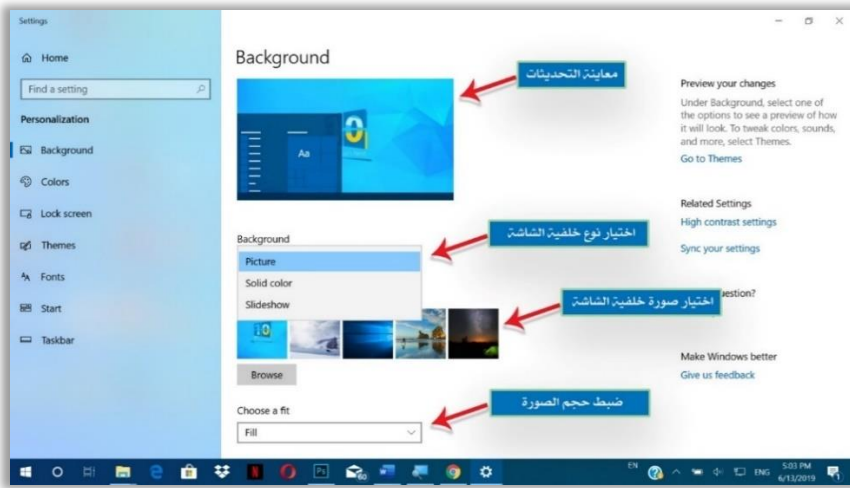 Settings
Home
Find a setting
Personalization
Background
Colors
Lock screen
Themes
Fonts
Start
Taskbar
Background
معاينة التحديثات
Aa
Background
اختيار نوع خلفية الشاشة
Picture
Solid color
Slideshow
اختيار صورة خلفية الشاشة
10
Browse
Choose a fit
ضبط حجم الصورة
Fill
Preview your changes
Under Background, select one of
the options to see a preview of how
it will look. To tweak colors, sounds,
and more, select Themes.
Go to Themes
Related Settings
High contrast settings
Sync your settings
estion?
Make Windows better
Give us feedback
Ps
60
EN
ENG
5:03 PM
6/13/2019